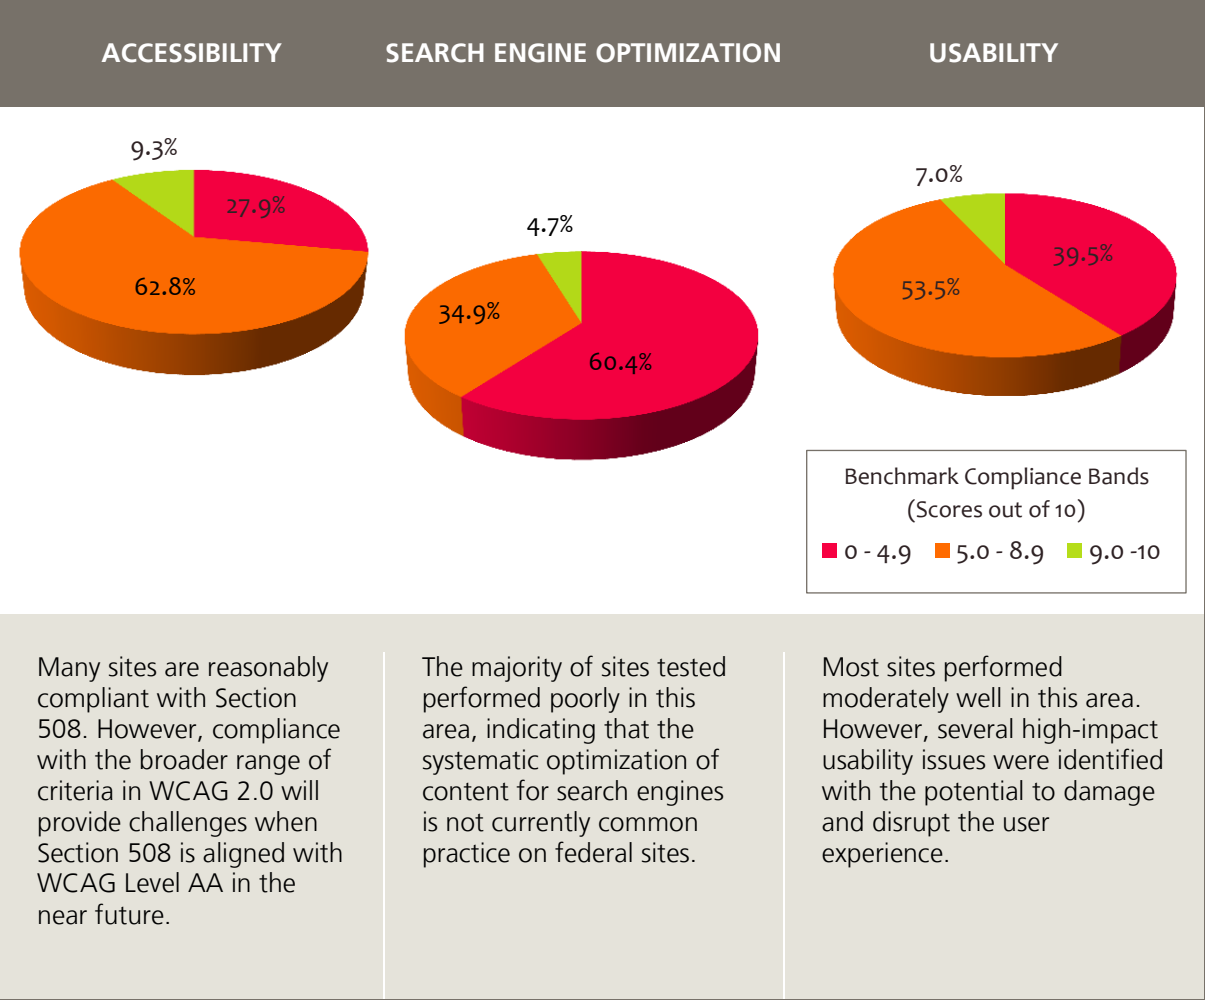 ACCESSIBILITY
SEARCH ENGINE OPTIMIZATION
USABILITY
9.3%
27.9%
62.8%
4.7%
34.9%
60.4%
7.0%
39.5%
53.5%
Benchmark Compliance Bands
(Scores out of 10)
0 - 4.9 5.0 - 8.9 9.0 -10
Many sites are reasonably
compliant with Section
508. However, compliance
with the broader range of
criteria in WCAG 2.0 will
provide challenges when
Section 508 is aligned with
WCAG Level AA in the
near future.
The majority of sites tested
performed poorly in this
area, indicating that the
systematic optimization of
content for search engines
is not currently common
practice on federal sites.
Most sites performed
moderately well in this area.
However, several high-impact
usability issues were identified
with the potential to damage
and disrupt the user
experience.